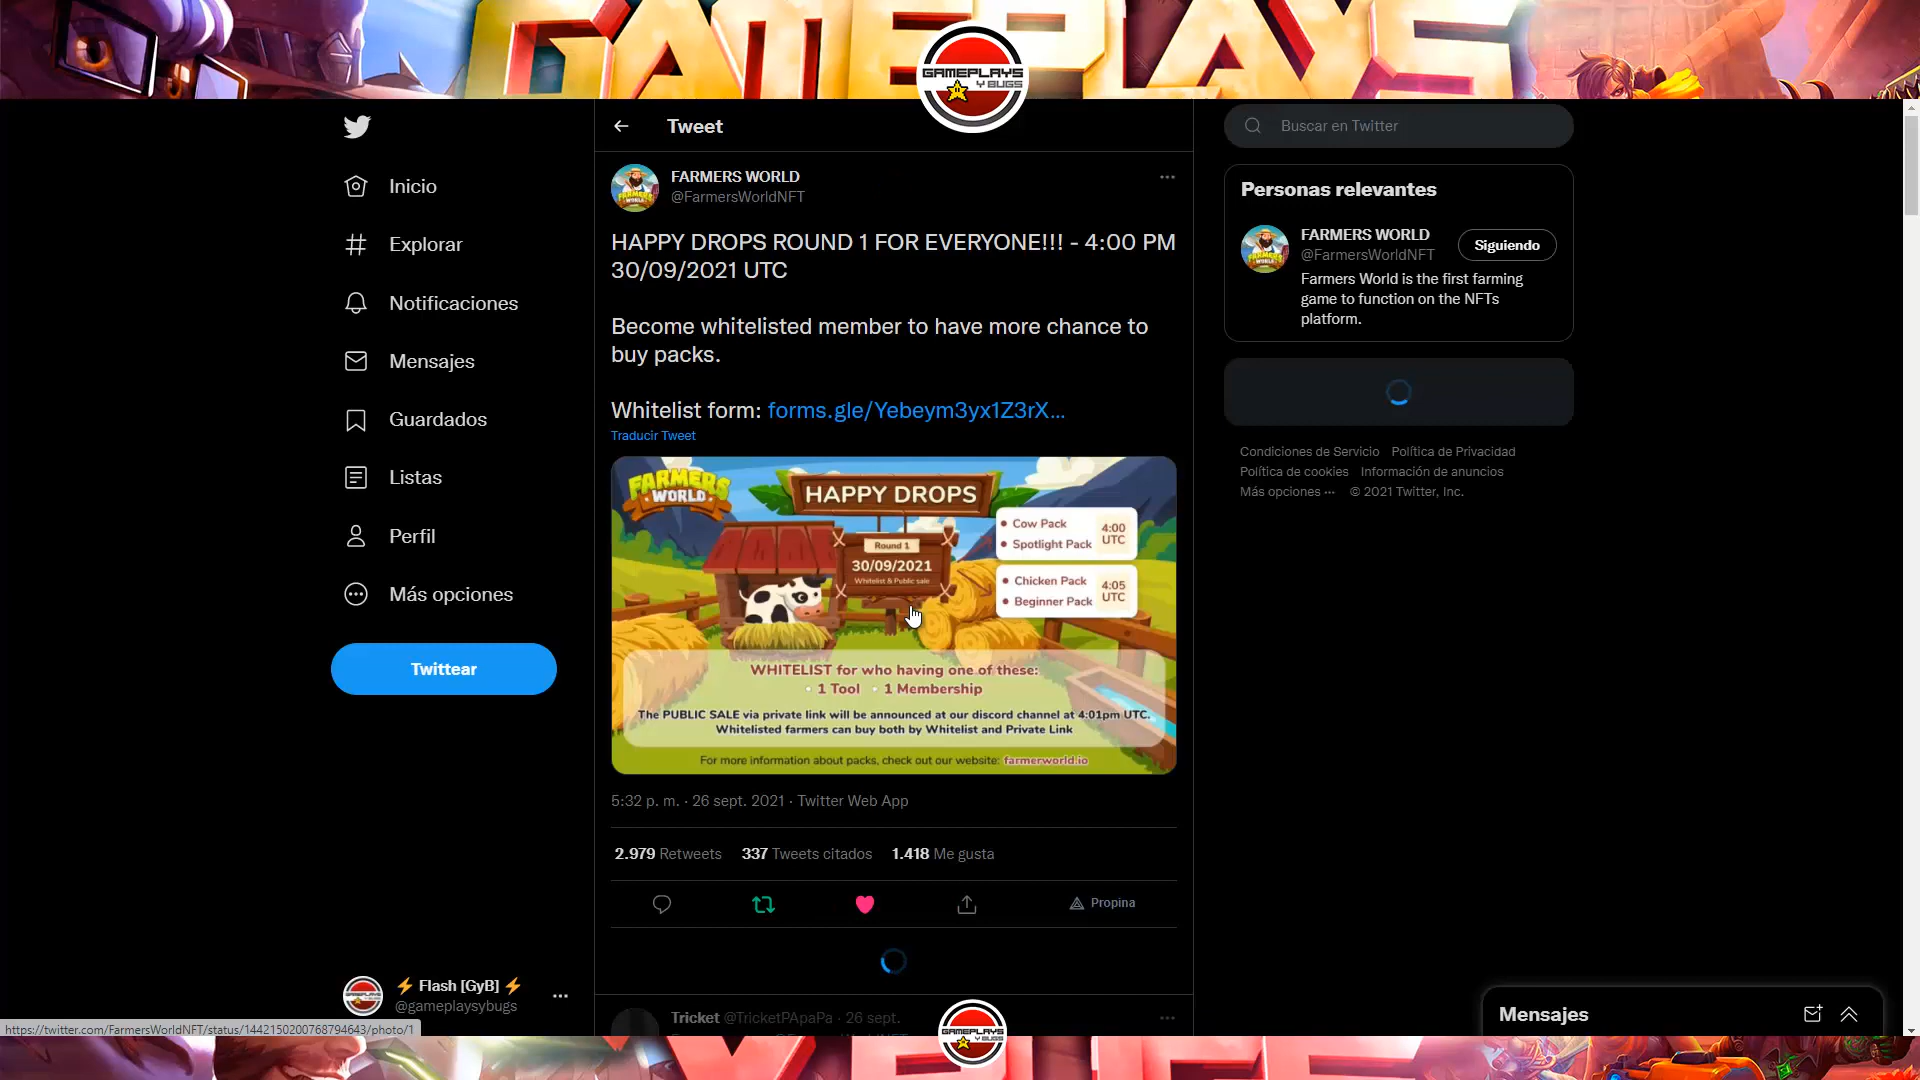 GAMEPLAYS
GAMEPLAYS
Y BUGS
Tweet
Buscar en Twitter
Inicio
Explorar
Notificaciones
Mensajes
Guardados
Listas
Perfil
Más opciones
Twittear
FARMERS WORLD
@FarmersWorldNFT
HAPPY DROPS ROUND 1 FOR EVERYONE!!! - 4:00 PM
30/09/2021 UTC
Become whitelisted member to have more chance to
buy packs.
Whitelist form: forms.gle/Yebeym3yx1Z3rX...
Traducir Tweet
FARMERS
WORLD
HAPPY DROPS
Round 1
30/09/2021
Whitelist & Public sale
Cow Pack
Spotlight Pack
4:00
UTC
Chicken Pack
Beginner Pack
4:05
UTC
WHITELIST for who having one of these:
1 Tool 1 Membership
The PUBLIC SALE via private link will be announced at our discord channel at 4:01pm UTC.
Whitelisted farmers can buy both by Whitelist and Private Link
For more information about packs, check out our website: farmerworld.io
5:32 p. m. · 26 sept. 2021 · Twitter Web App
2.979 Retweets 337 Tweets citados 1.418 Me gusta
Propina
Tricket @TricketPApaPa · 26 sept.
Personas relevantes
FARMERS WORLD
@FarmersWorldNFT
Siguiendo
Farmers World is the first farming
game to function on the NFTs
platform.
Condiciones de Servicio Política de Privacidad
Política de cookies Información de anuncios
Más opciones ··· © 2021 Twitter, Inc.
⚡ Flash [GyB] ⚡
@gameplaysybugs
https://twitter.com/FarmersWorldNFT/status/1442150200768794643/photo/1
Mensajes
GAMEPLAYS
Y BUGS